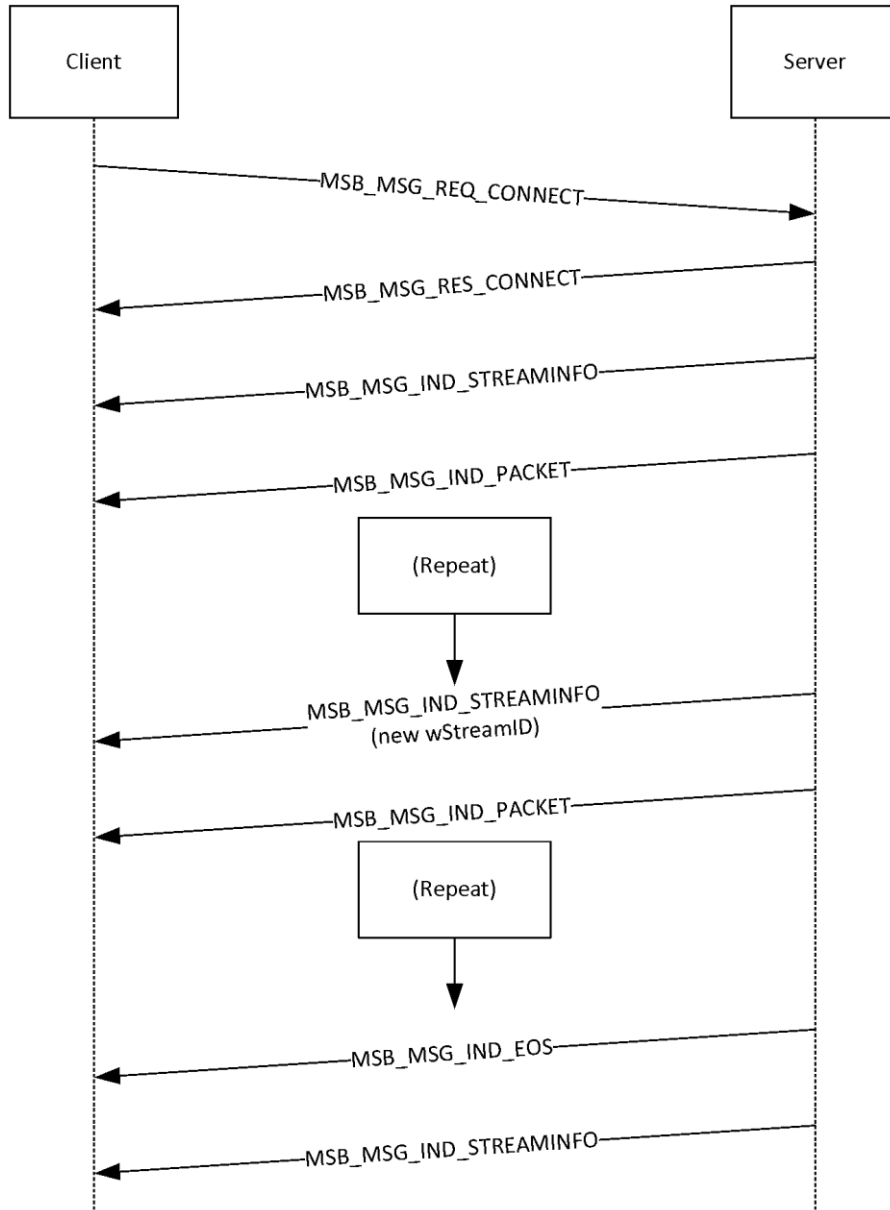 Client
Server
MSB_MSG_REQ_CONNECT
MSB_MSG_RES_CONNECT
MSB_MSG_IND_STREAMINFO
MSB_MSG_IND_PACKET
(Repeat)
MSB_MSG_IND_STREAMINFO
(new wStreamID)
MSB_MSG_IND_PACKET
(Repeat)
MSB_MSG_IND_EOS
MSB_MSG_IND_STREAMINFO